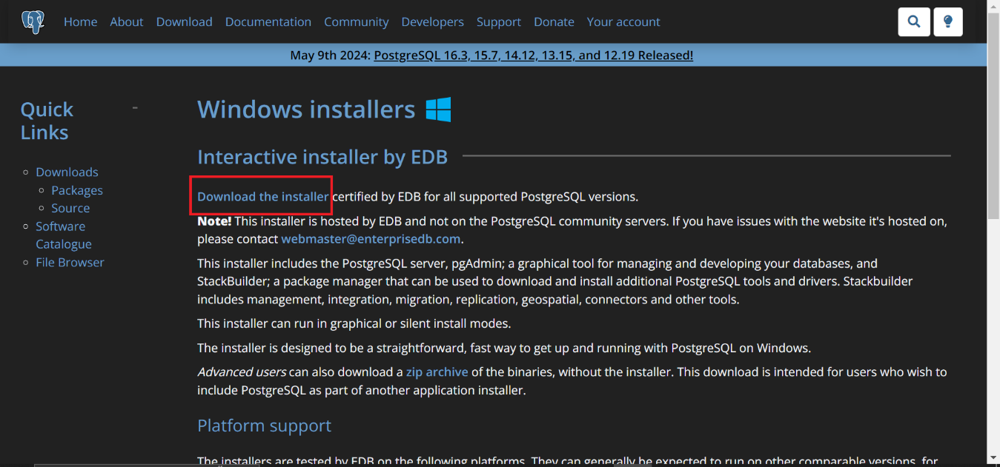 Home About Download Documentation Community Developers Support Donate Your account
May 9th 2024: PostgreSQL 16.3, 15.7, 14.12, 13.15, and 12.19 Released!
Quick
Links
Downloads
Packages
Source
Software
Catalogue
File Browser
Windows installers
Interactive installer by EDB
Download the installer certified by EDB for all supported PostgreSQL versions.
Note! This installer is hosted by EDB and not on the PostgreSQL community servers. If you have issues with the website it's hosted on,
please contact webmaster@enterprisedb.com.
This installer includes the PostgreSQL server, pgAdmin; a graphical tool for managing and developing your databases, and
StackBuilder; a package manager that can be used to download and install additional PostgreSQL tools and drivers. Stackbuilder
includes management, integration, migration, replication, geospatial, connectors and other tools.
This installer can run in graphical or silent install modes.
The installer is designed to be a straightforward, fast way to get up and running with PostgreSQL on Windows.
Advanced users can also download a zip archive of the binaries, without the installer. This download is intended for users who wish to
include PostgreSQL as part of another application installer.
Platform support
The installers are tested by EDB on the following platforms. They can generally be expected to run on other comparable versions, for